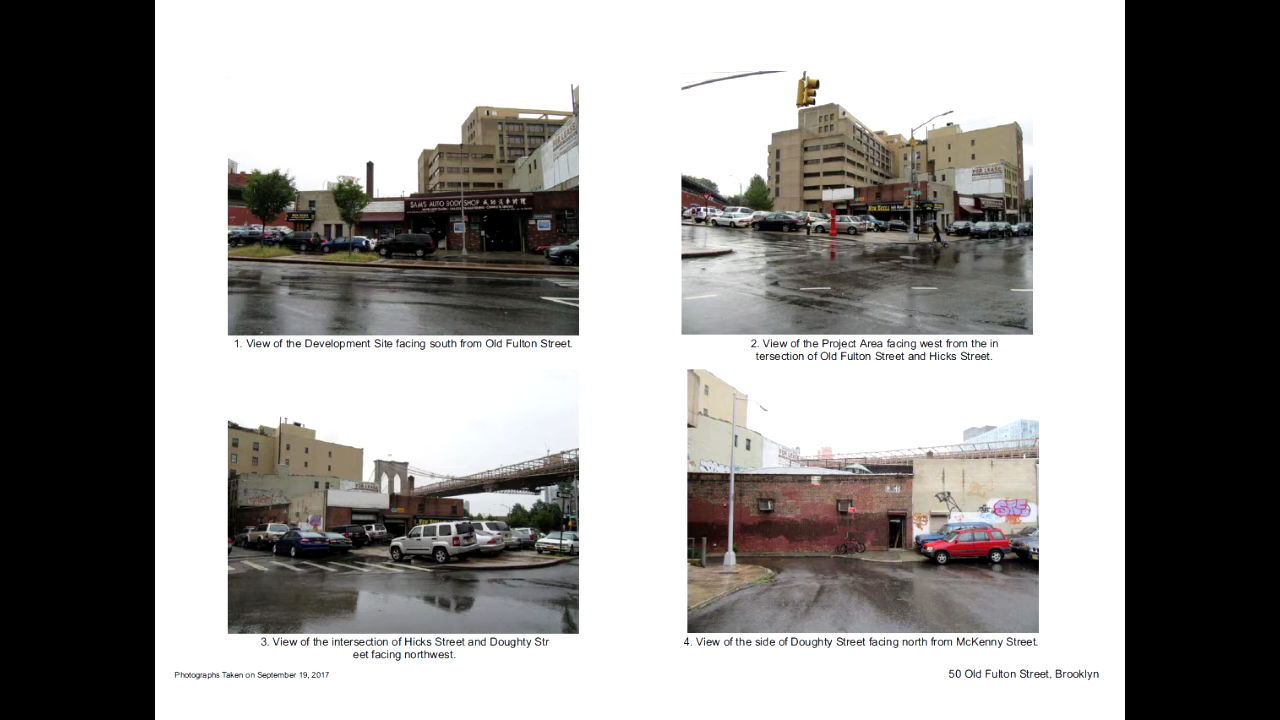 SAM'S AUTO BODY SHOP
FOR LEASE
1. View of the Development Site facing south from Old Fulton Street.
2. View of the Project Area facing west from the in
tersection of Old Fulton Street and Hicks Street.
3. View of the intersection of Hicks Street and Doughty Str
eet facing northwest.
4. View of the side of Doughty Street facing north from McKenny Street.
Photographs Taken on September 19, 2017
50 Old Fulton Street, Brooklyn